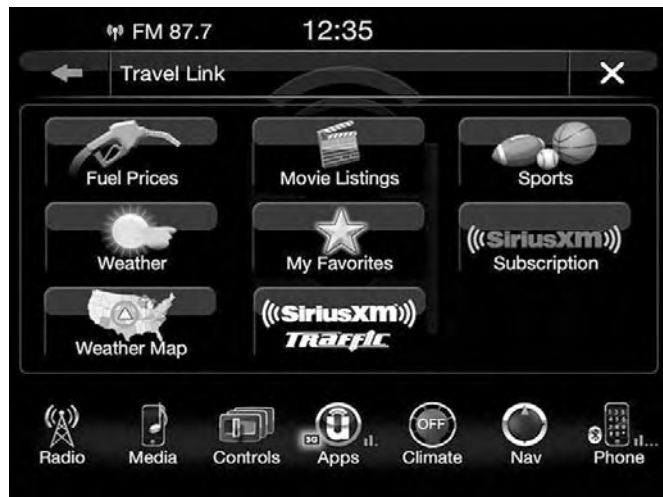 FM 87.7 12:35
Travel Link
Fuel Prices
Movie Listings
Sports
Weather
My Favorites
((SiriusXM))
Subscription
Weather Map
((SiriusXM))
TRAFFIC
OFF
3G
Radio
Media
Controls
Apps
Climate
Nav
Phone